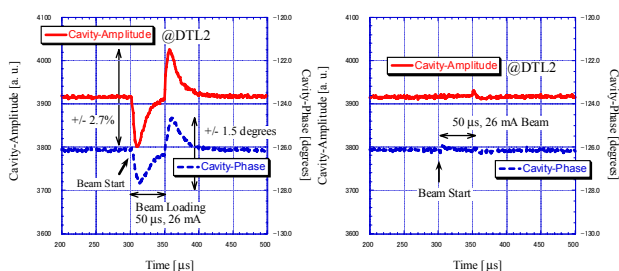 4100
4000
3900
3800
3700
3600
Cavity-Amplitude [a. u.]
Cavity-Amplitude @DTL2
+/- 2.7%
+/- 1.5 degrees
Cavity-Phase
Beam Start
Beam Loading
50 µs, 26 mA
-120.0
-122.0
-124.0
-126.0
-128.0
-130.0
Cavity-Phase [degrees]
200 250 300 350 400 450 500
Time [µs]
4100
4000
3900
3800
3700
3600
Cavity-Amplitude [a. u.]
@DTL2
Cavity-Amplitude
50 µs, 26 mA Beam
Cavity-Phase
Beam Start
-120.0
-122.0
-124.0
-126.0
-128.0
-130.0
Cavity-Phase [degrees]
200 250 300 350 400 450 500
Time [µs]